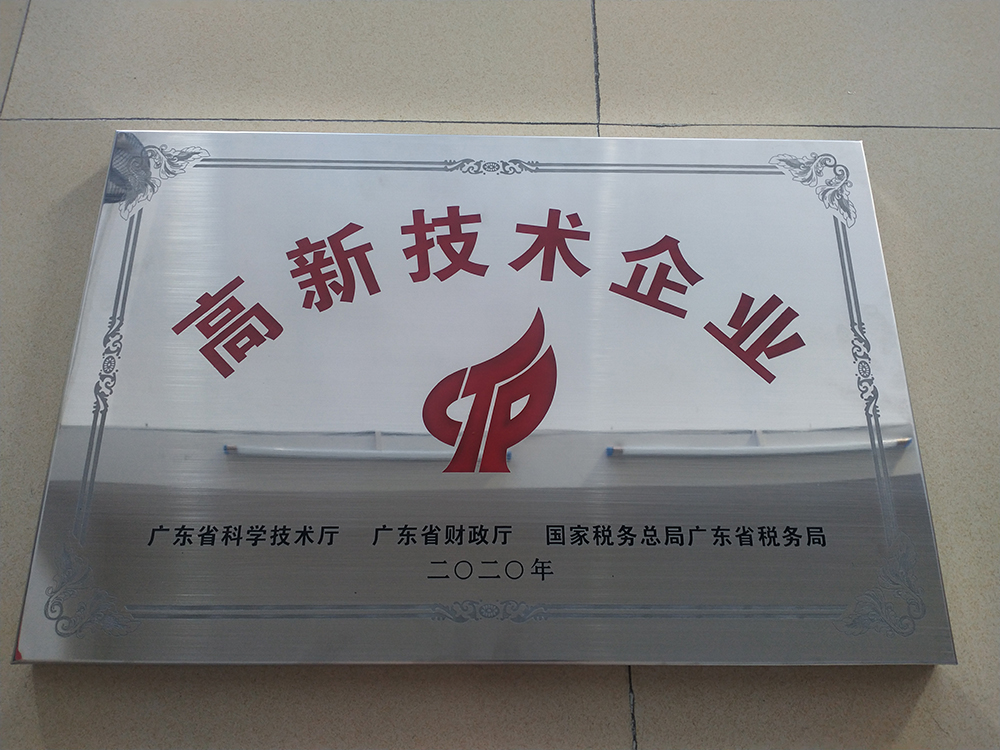 高新技术企业
广东省科学技术厅 广东省财政厅 国家税务总局广东省税务局
二〇二〇年